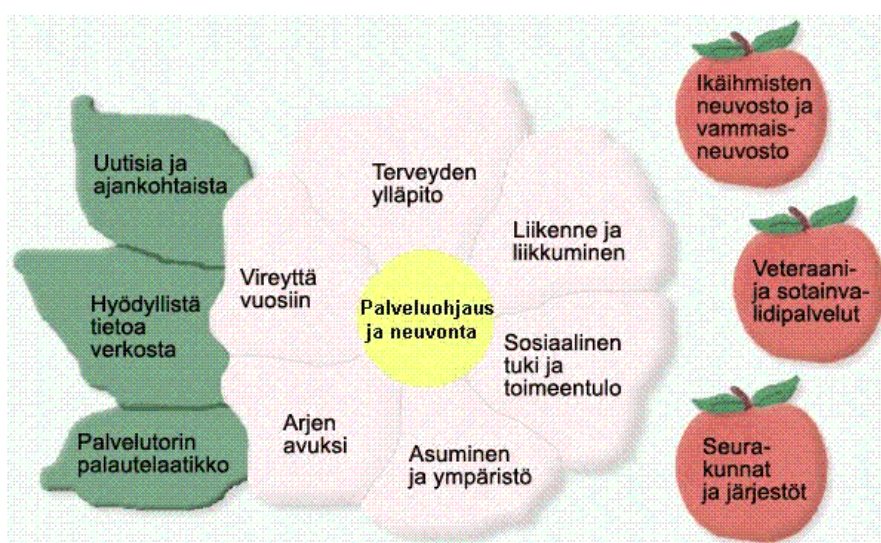 Uutisia ja
ajankohtaista
Hyödyllistä
tietoa
verkosta
Palvelutorin
palautelaatikko
Terveyden
ylläpito
Liikenne ja
liikkuminen
Vireyttä
vuosiin
Palveluohjaus
ja neuvonta
Sosiaalinen
tuki ja
toimeentulo
Arjen
avuksi
Asuminen
ja ympäristö
Ikäihmisten
neuvosto ja
vammais-
neuvosto
Veteraani-
ja sotainva-
lidipalvelut
Seura-
kunnat
ja järjestöt